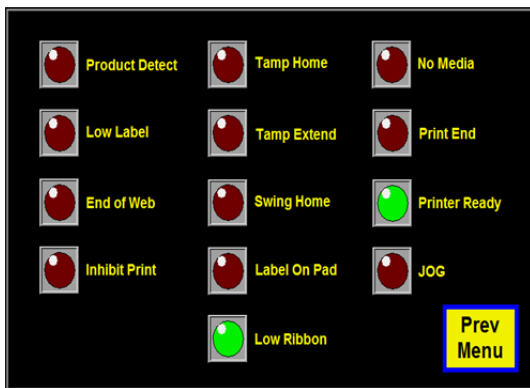 Product Detect
Tamp Home
No Media
Low Label
Tamp Extend
Print End
End of Web
Swing Home
Printer Ready
Inhibit Print
Label On Pad
JOG
Low Ribbon
Prev
Menu